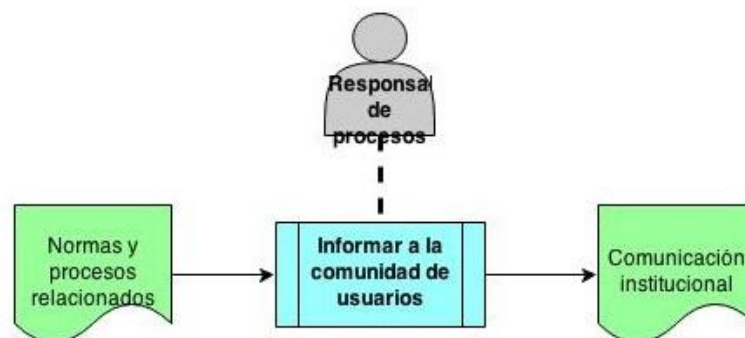 Responsa
de
procesos
Normas y
procesos
relacionados
Informar a la
comunidad de
usuarios
Comunicación
institucional